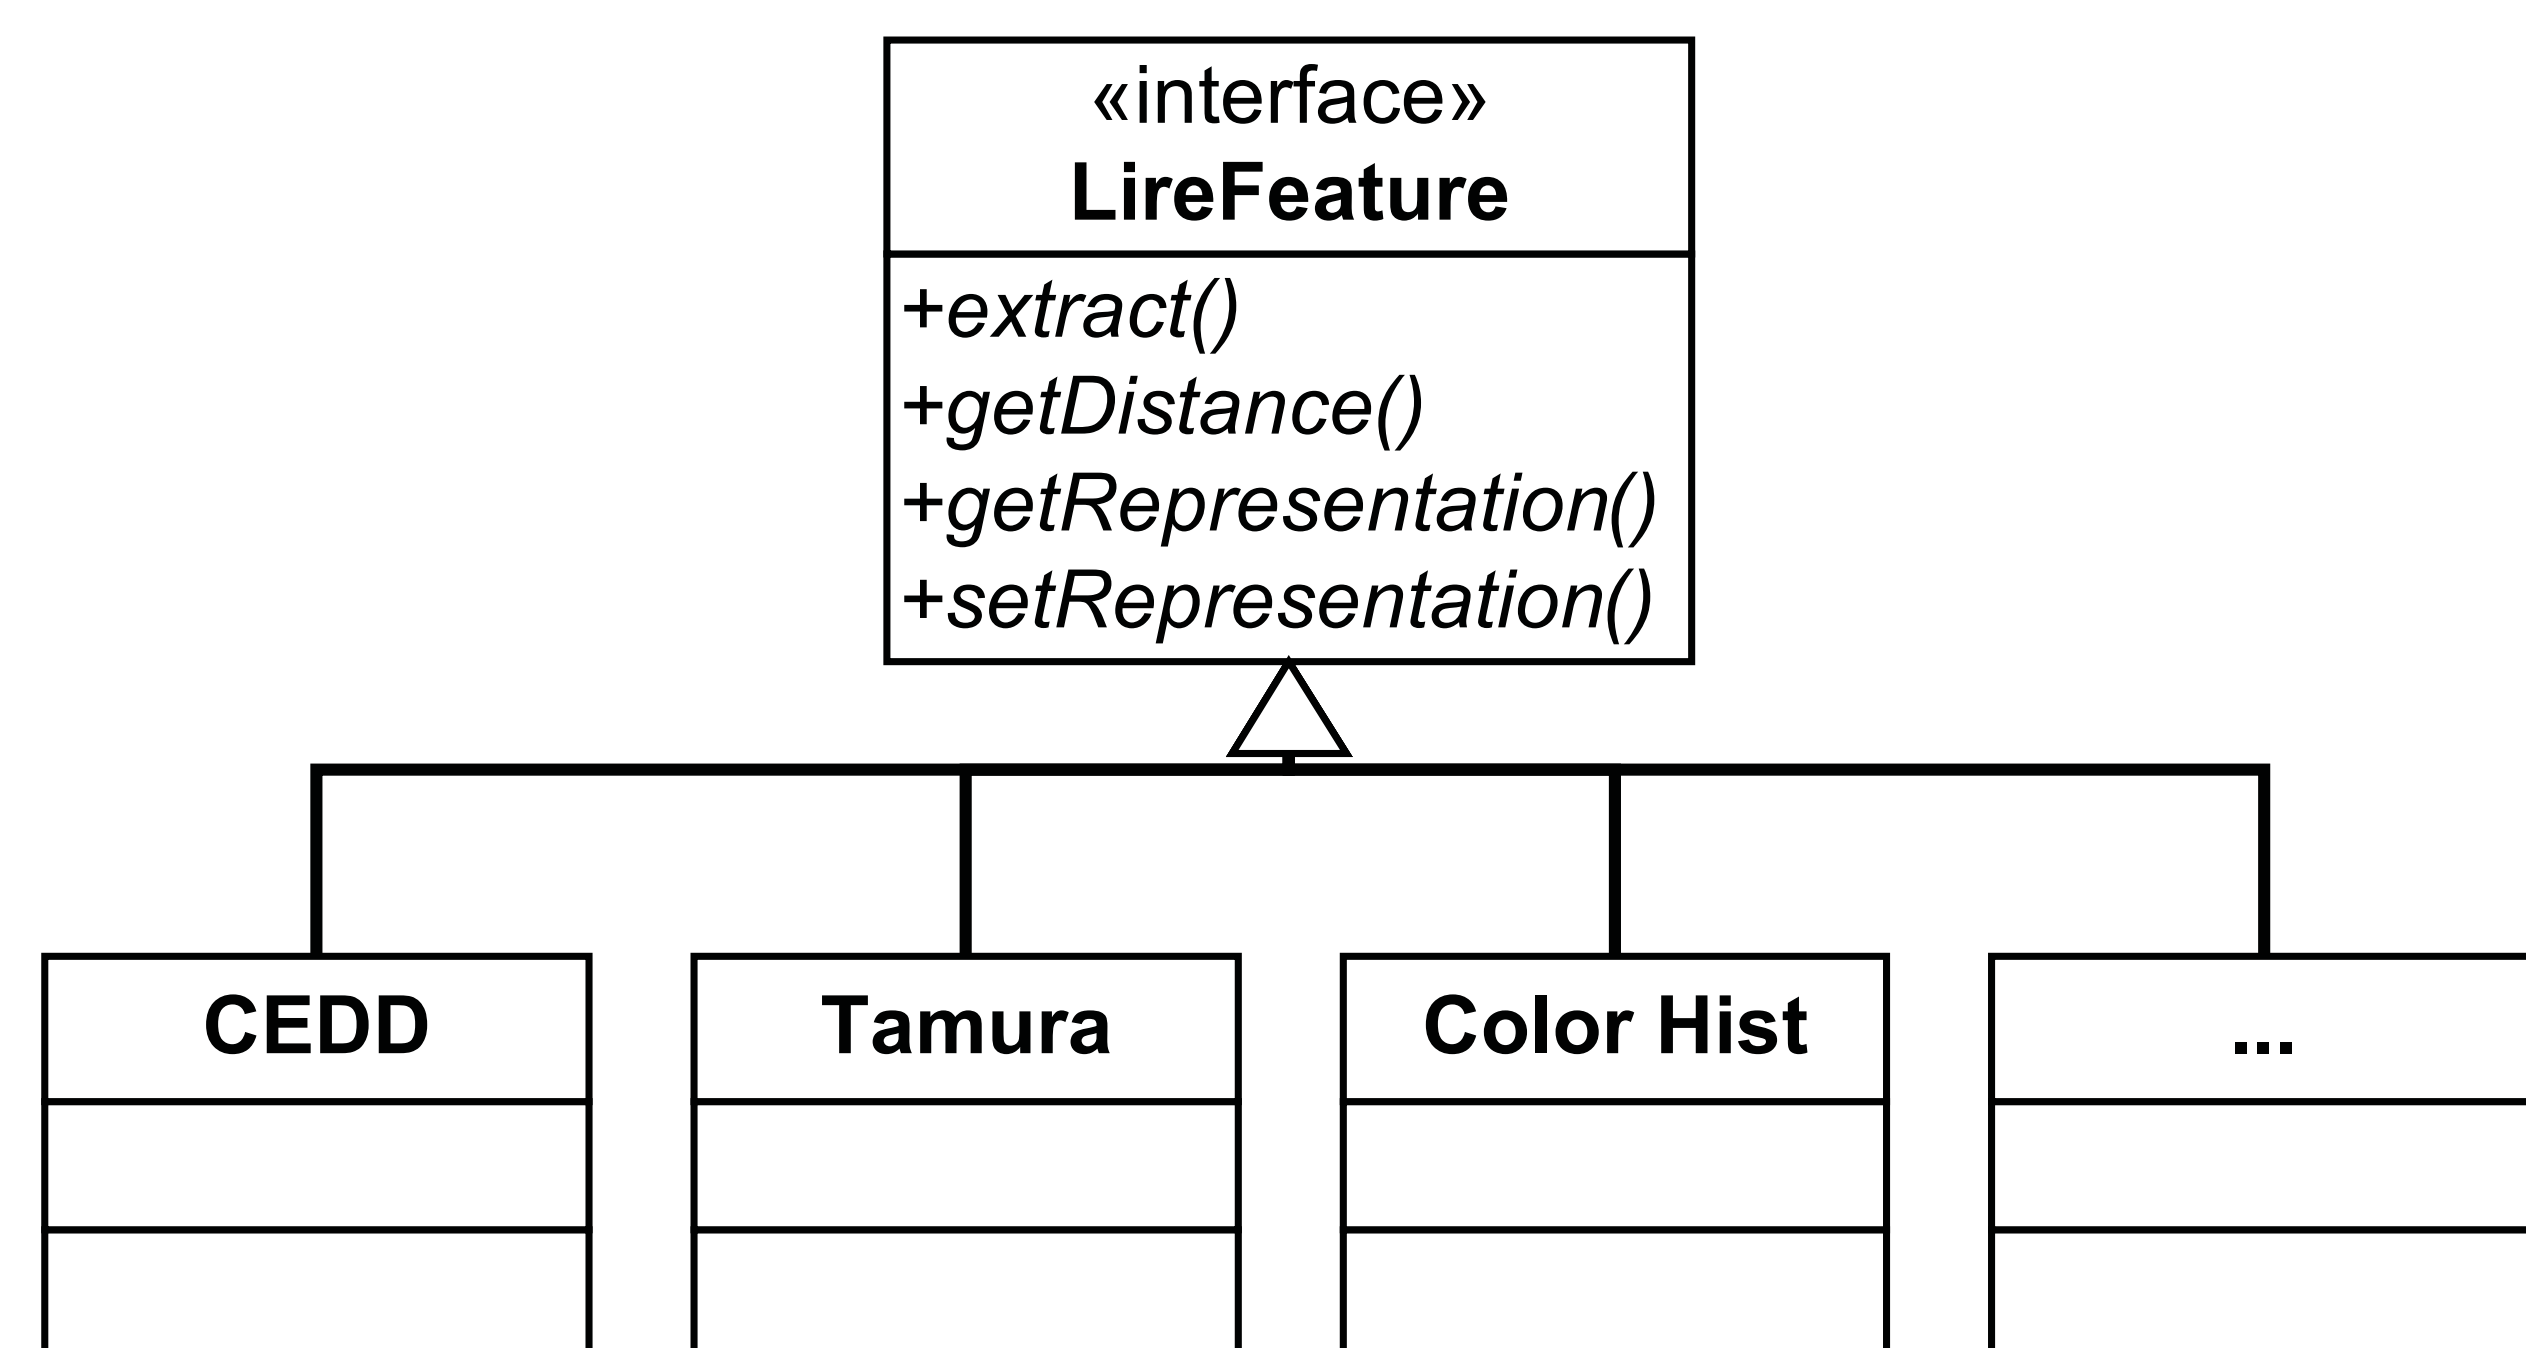 «interface»
LireFeature
+extract()
+getDistance()
+getRepresentation()
+setRepresentation()
CEDD
Tamura
Color Hist
...